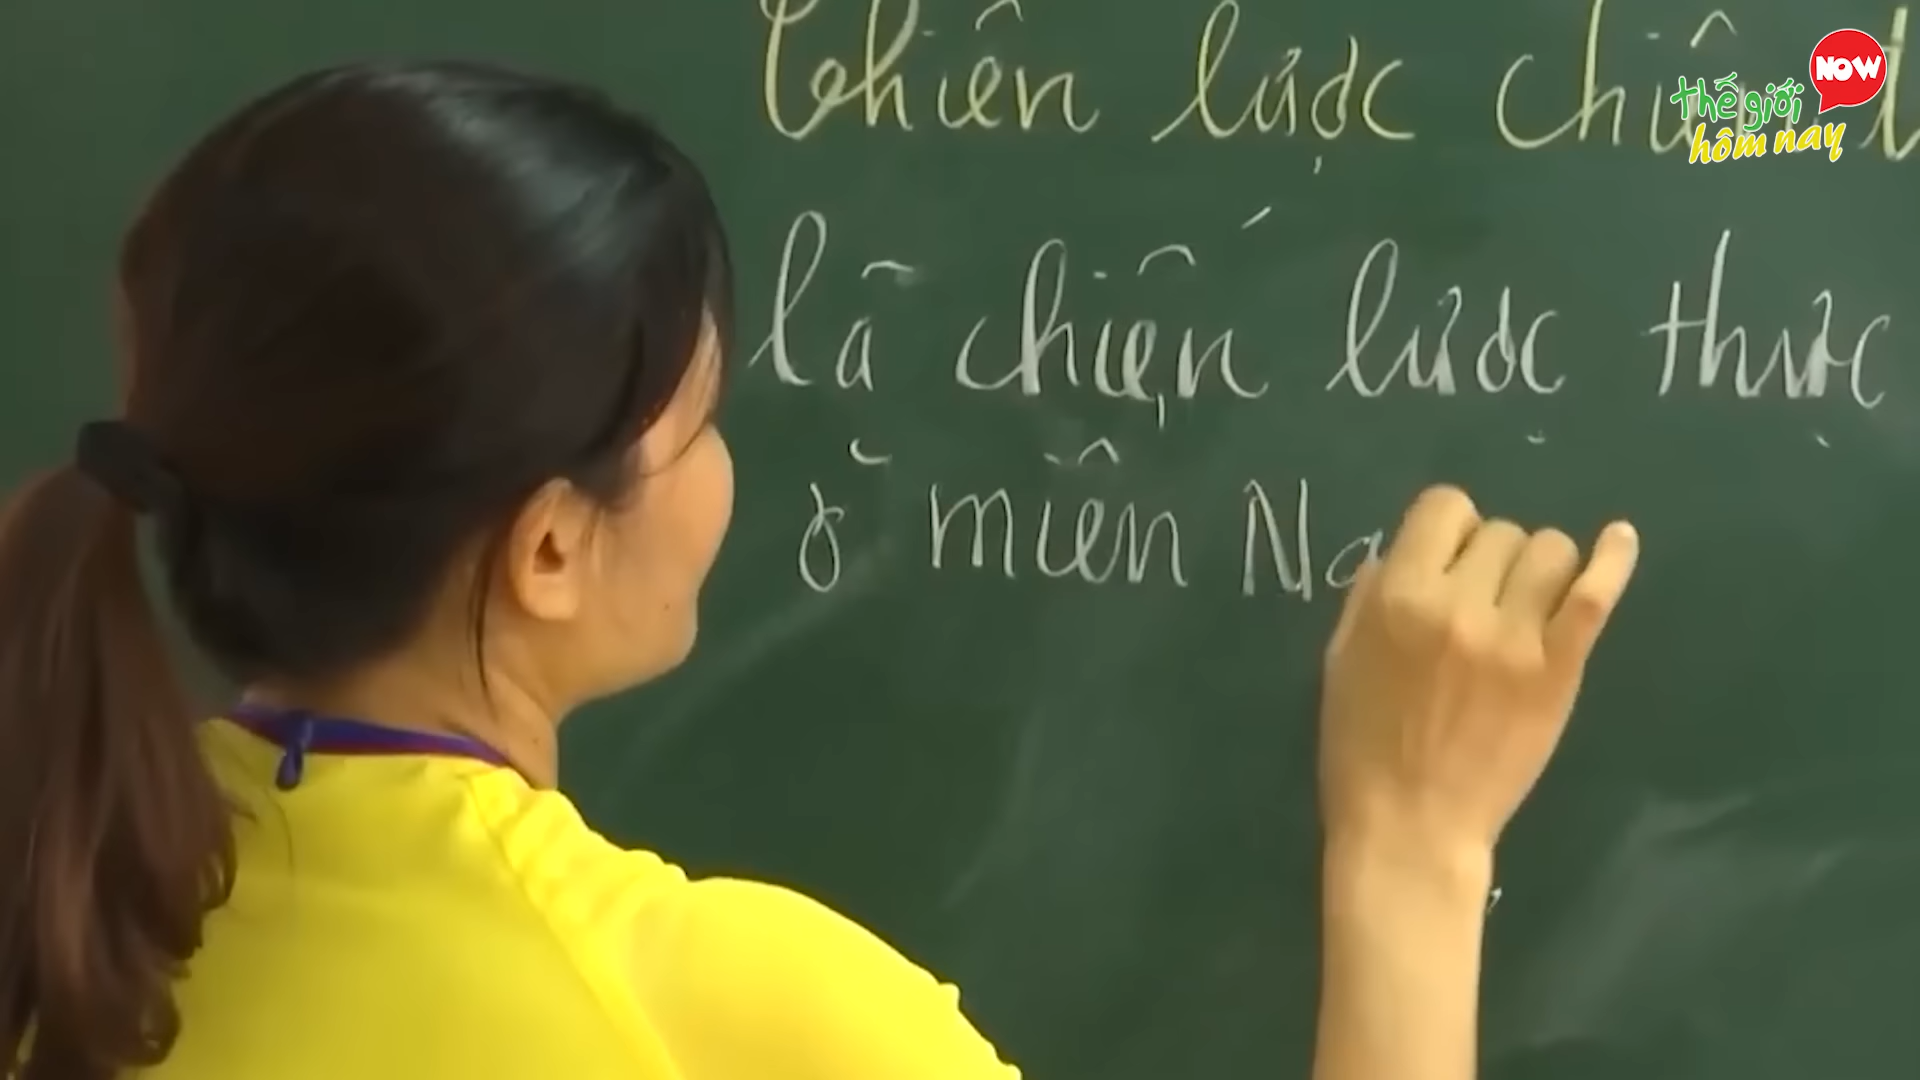 Chiến lược chiến
là chiến lược thực
ở miền Na
NOW
thế giới
hôm nay